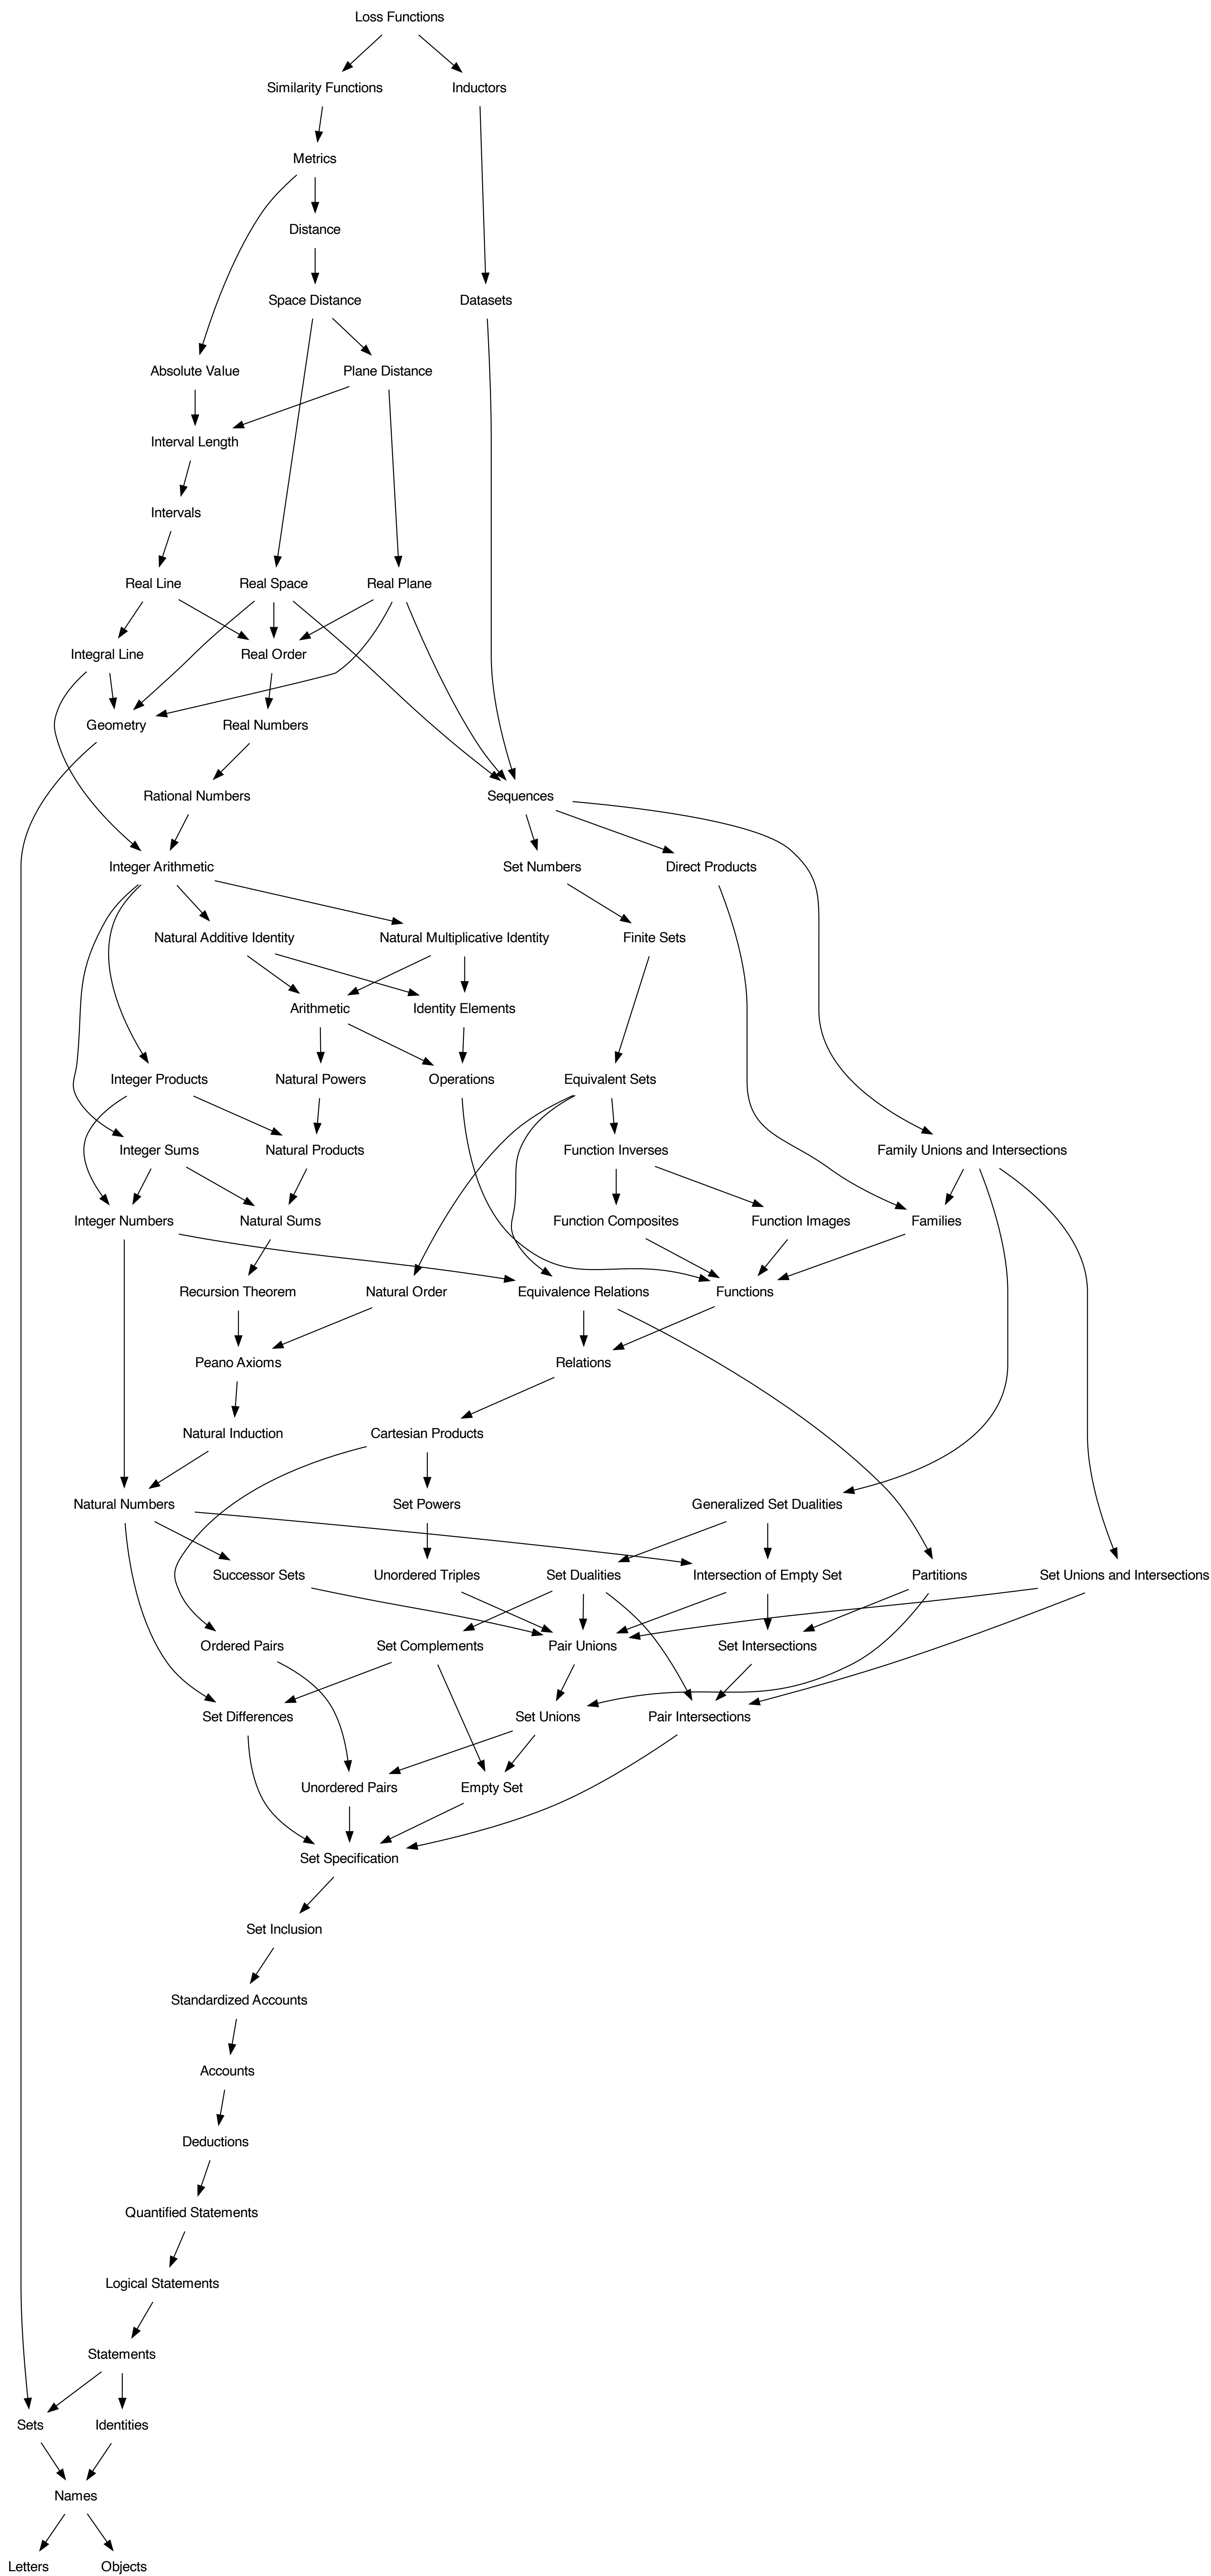 Loss Functions
Similarity Functions
Inductors
Metrics
Distance
Space Distance
Datasets
Absolute Value
Plane Distance
Interval Length
Intervals
Real Line
Real Space
Real Plane
Integral Line
Real Order
Geometry
Real Numbers
Rational Numbers
Sequences
Integer Arithmetic
Set Numbers
Direct Products
Natural Additive Identity
Natural Multiplicative Identity
Finite Sets
Arithmetic
Identity Elements
Integer Products
Natural Powers
Operations
Equivalent Sets
Integer Sums
Natural Products
Function Inverses
Family Unions and Intersections
Integer Numbers
Natural Sums
Function Composites
Function Images
Families
Recursion Theorem
Natural Order
Equivalence Relations
Functions
Peano Axioms
Relations
Natural Induction
Cartesian Products
Natural Numbers
Set Powers
Generalized Set Dualities
Successor Sets
Unordered Triples
Set Dualities
Intersection of Empty Set
Partitions
Set Unions and Intersections
Ordered Pairs
Set Complements
Pair Unions
Set Intersections
Set Differences
Set Unions
Pair Intersections
Unordered Pairs
Empty Set
Set Specification
Set Inclusion
Standardized Accounts
Accounts
Deductions
Quantified Statements
Logical Statements
Statements
Sets
Identities
Names
Letters
Objects